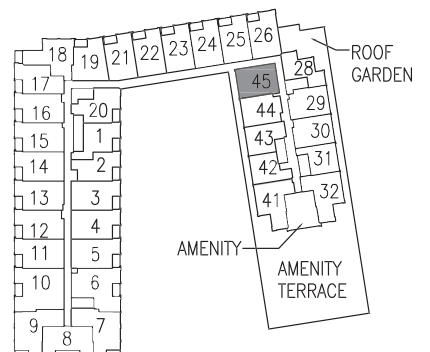 18 19 21 22 23 24 25 26
ROOF
GARDEN
17 45 28
16 20 44 29
15 1 43 30
14 2 42 31
13 3 41 32
12 4
AMENITY
11 5
AMENITY
TERRACE
10 6
9 8 7